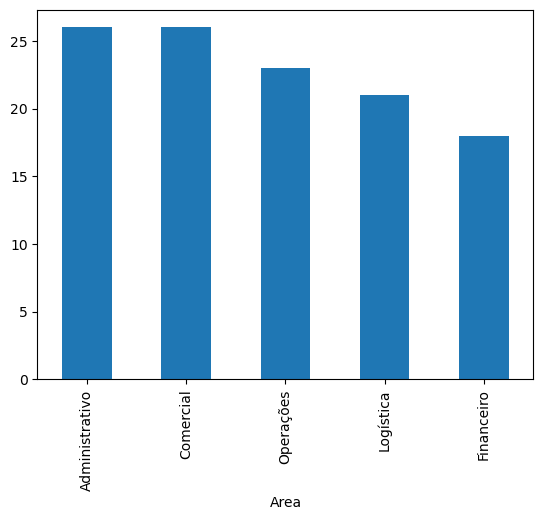 25
20
15
10
5
0
Administrativo
Comercial
Operações
Logística
Financeiro
Area